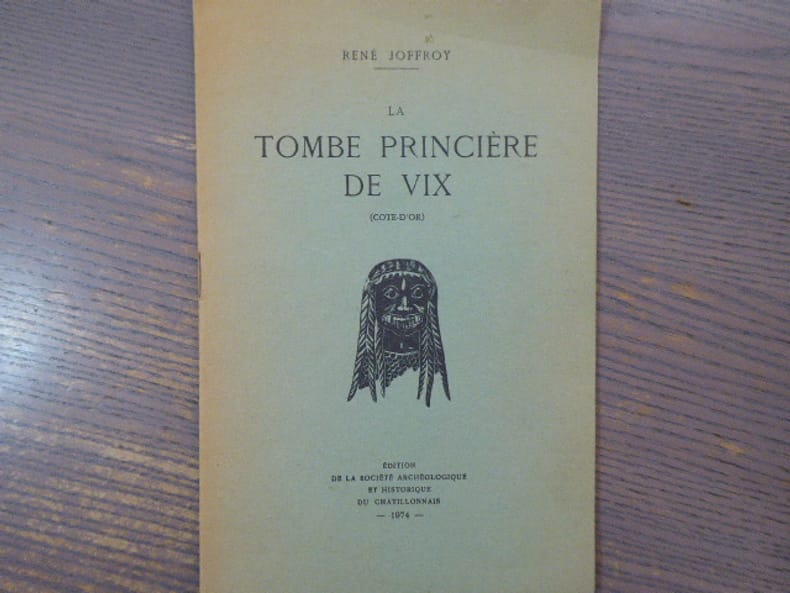 RENÉ JOFFROY
LA
TOMBE PRINCIÈRE
DE VIX
(COTE-D'OR)
ÉDITION
DE LA SOCIÉTÉ ARCHÉOLOGIQUE
ET HISTORIQUE
DU CHATILLONNAIS
— 1974 —